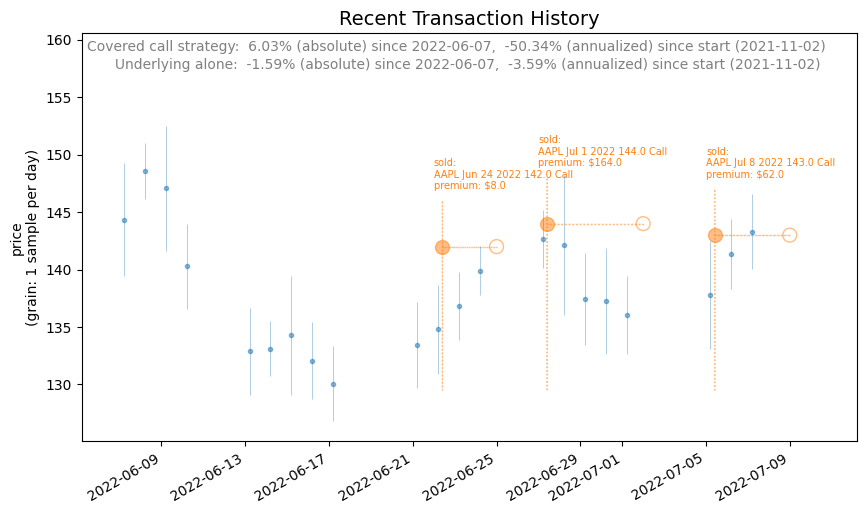 Recent Transaction History
Covered call strategy:  6.03% (absolute) since 2022-06-07,  -50.34% (annualized) since start (2021-11-02)
Underlying alone:  -1.59% (absolute) since 2022-06-07,  -3.59% (annualized) since start (2021-11-02)
160
155
150
145
140
135
130
price
(grain: 1 sample per day)
sold:
AAPL Jun 24 2022 142.0 Call
premium: $8.0
sold:
AAPL Jul 1 2022 144.0 Call
premium: $164.0
sold:
AAPL Jul 8 2022 143.0 Call
premium: $62.0
2022-06-09
2022-06-13
2022-06-17
2022-06-21
2022-06-25
2022-06-29
2022-07-01
2022-07-05
2022-07-09